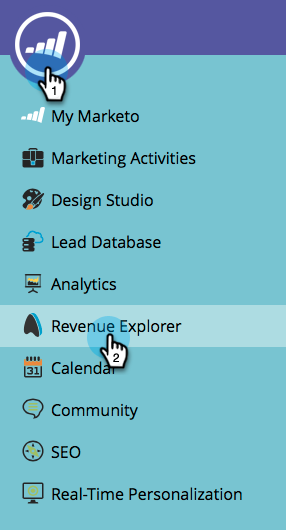 1
My Marketo
Marketing Activities
Design Studio
Lead Database
Analytics
Revenue Explorer
2
31
Calendar
Community
SEO
Real-Time Personalization